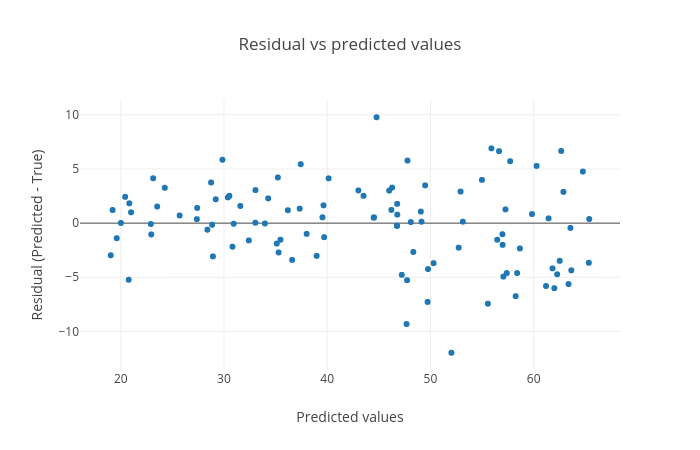 Residual vs predicted values
Residual (Predicted - True)
10
5
0
−5
−10
20 30 40 50 60
Predicted values